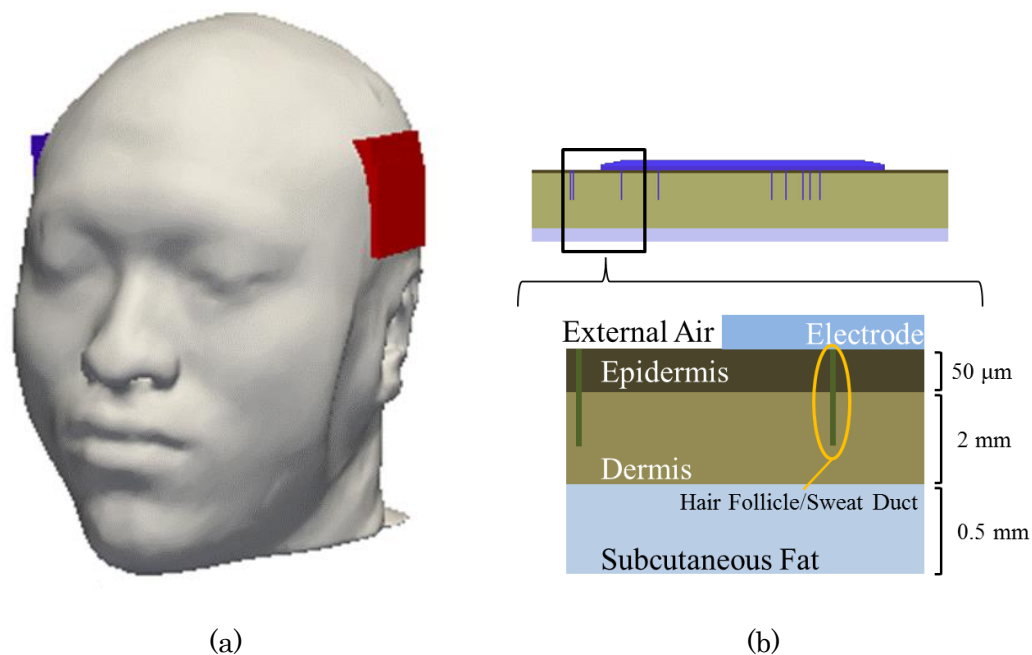 External Air
Electrode
Epidermis
50 μm
2 mm
Dermis
Hair Follicle/Sweat Duct
0.5 mm
Subcutaneous Fat
(a)
(b)